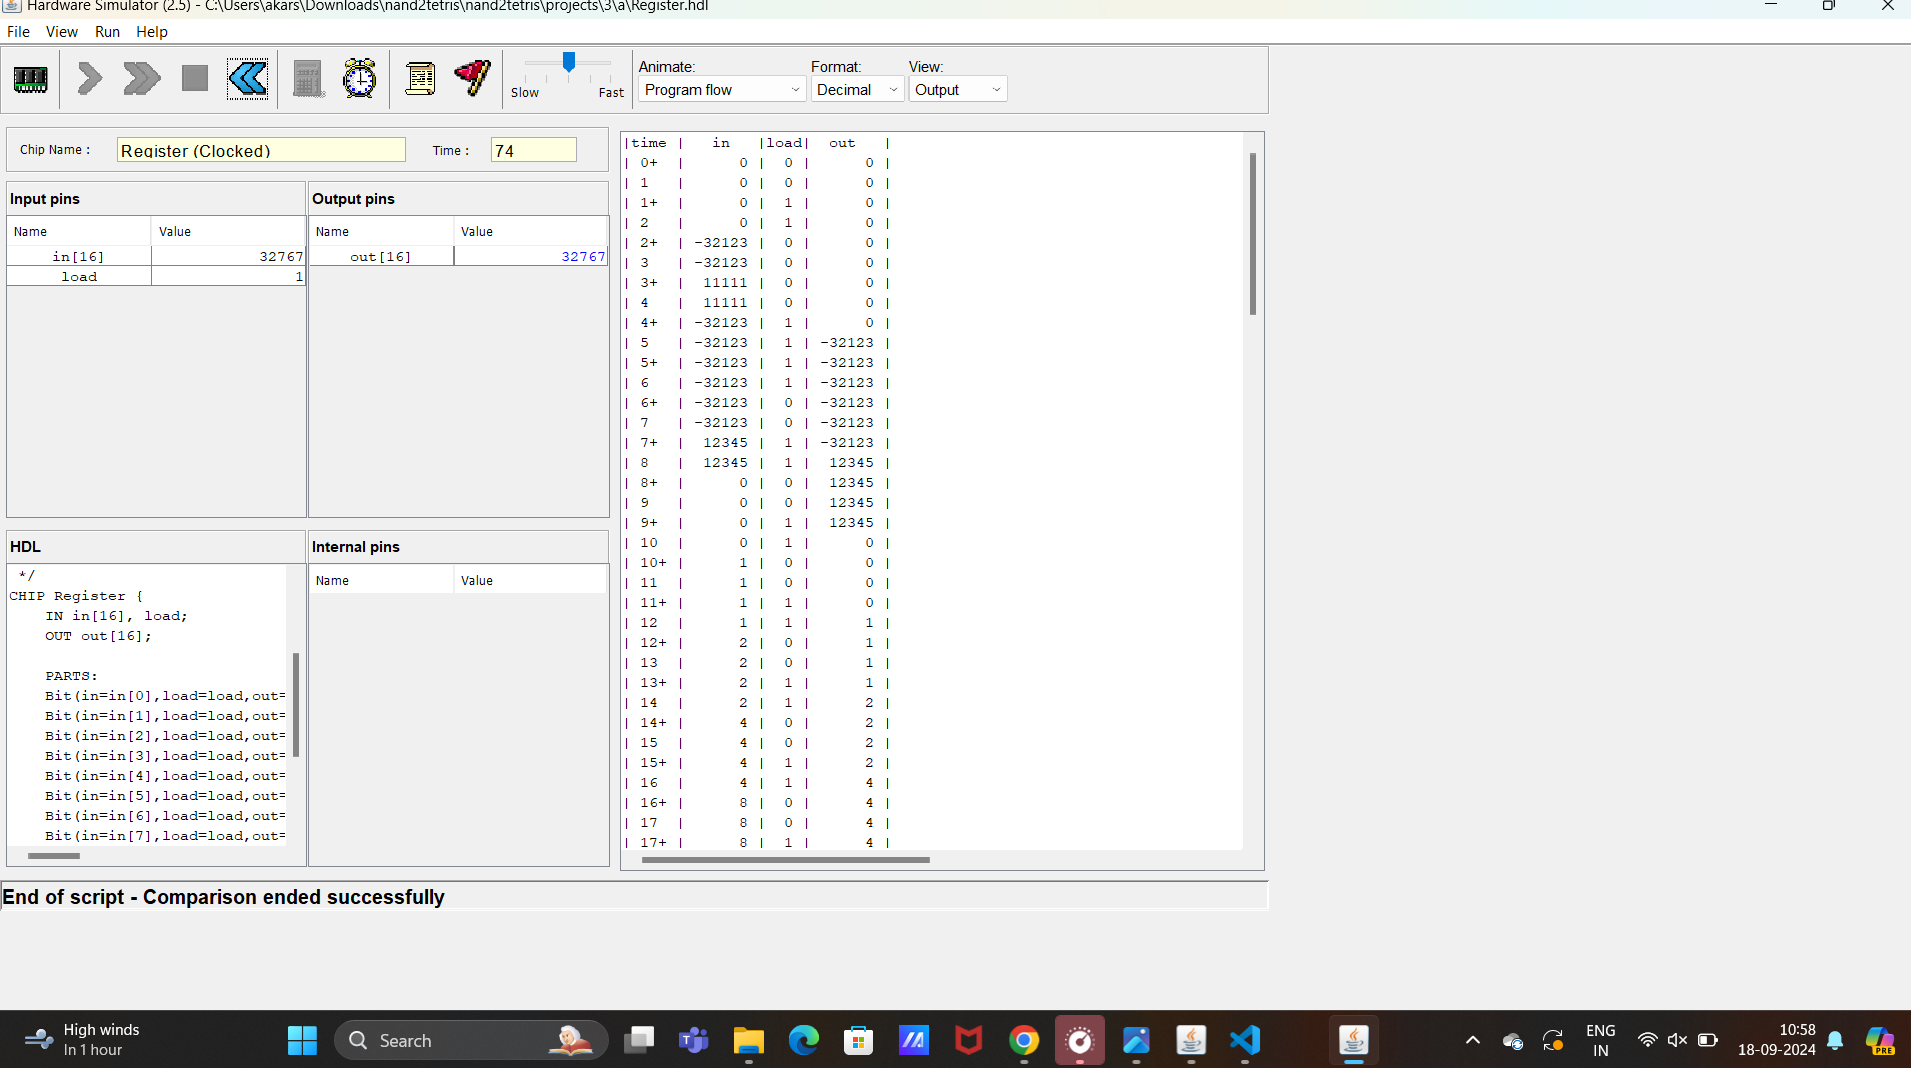 Hardware Simulator (2.5) - C:\Users\akars\Downloads\nand2tetris\nand2tetris\projects\3\a\Register.hdl
File View Run Help
Slow Fast
Animate: Format: View:
Program flow Decimal Output
Chip Name : Register (Clocked) Time : 74
Input pins
Name Value
in[16] 32767
load 1
Output pins
Name Value
out[16] 32767
HDL
*/
CHIP Register {
IN in[16], load;
OUT out[16];
PARTS:
Bit(in=in[0],load=load,out=
Bit(in=in[1],load=load,out=
Bit(in=in[2],load=load,out=
Bit(in=in[3],load=load,out=
Bit(in=in[4],load=load,out=
Bit(in=in[5],load=load,out=
Bit(in=in[6],load=load,out=
Bit(in=in[7],load=load,out=
Internal pins
Name Value
|time | in |load| out |
| 0+ | 0 | 0 | 0 |
| 1 | 0 | 0 | 0 |
| 1+ | 0 | 1 | 0 |
| 2 | 0 | 1 | 0 |
| 2+ | -32123 | 0 | 0 |
| 3 | -32123 | 0 | 0 |
| 3+ | 11111 | 0 | 0 |
| 4 | 11111 | 0 | 0 |
| 4+ | -32123 | 1 | 0 |
| 5 | -32123 | 1 | -32123 |
| 5+ | -32123 | 1 | -32123 |
| 6 | -32123 | 1 | -32123 |
| 6+ | -32123 | 0 | -32123 |
| 7 | -32123 | 0 | -32123 |
| 7+ | 12345 | 1 | -32123 |
| 8 | 12345 | 1 | 12345 |
| 8+ | 0 | 0 | 12345 |
| 9 | 0 | 0 | 12345 |
| 9+ | 0 | 1 | 12345 |
| 10 | 0 | 1 | 0 |
| 10+ | 1 | 0 | 0 |
| 11 | 1 | 0 | 0 |
| 11+ | 1 | 1 | 0 |
| 12 | 1 | 1 | 1 |
| 12+ | 2 | 0 | 1 |
| 13 | 2 | 0 | 1 |
| 13+ | 2 | 1 | 1 |
| 14 | 2 | 1 | 2 |
| 14+ | 4 | 0 | 2 |
| 15 | 4 | 0 | 2 |
| 15+ | 4 | 1 | 2 |
| 16 | 4 | 1 | 4 |
| 16+ | 8 | 0 | 4 |
| 17 | 8 | 0 | 4 |
| 17+ | 8 | 1 | 4 |
End of script - Comparison ended successfully
High winds
In 1 hour
Search
PRE
ENG
IN
10:58
18-09-2024